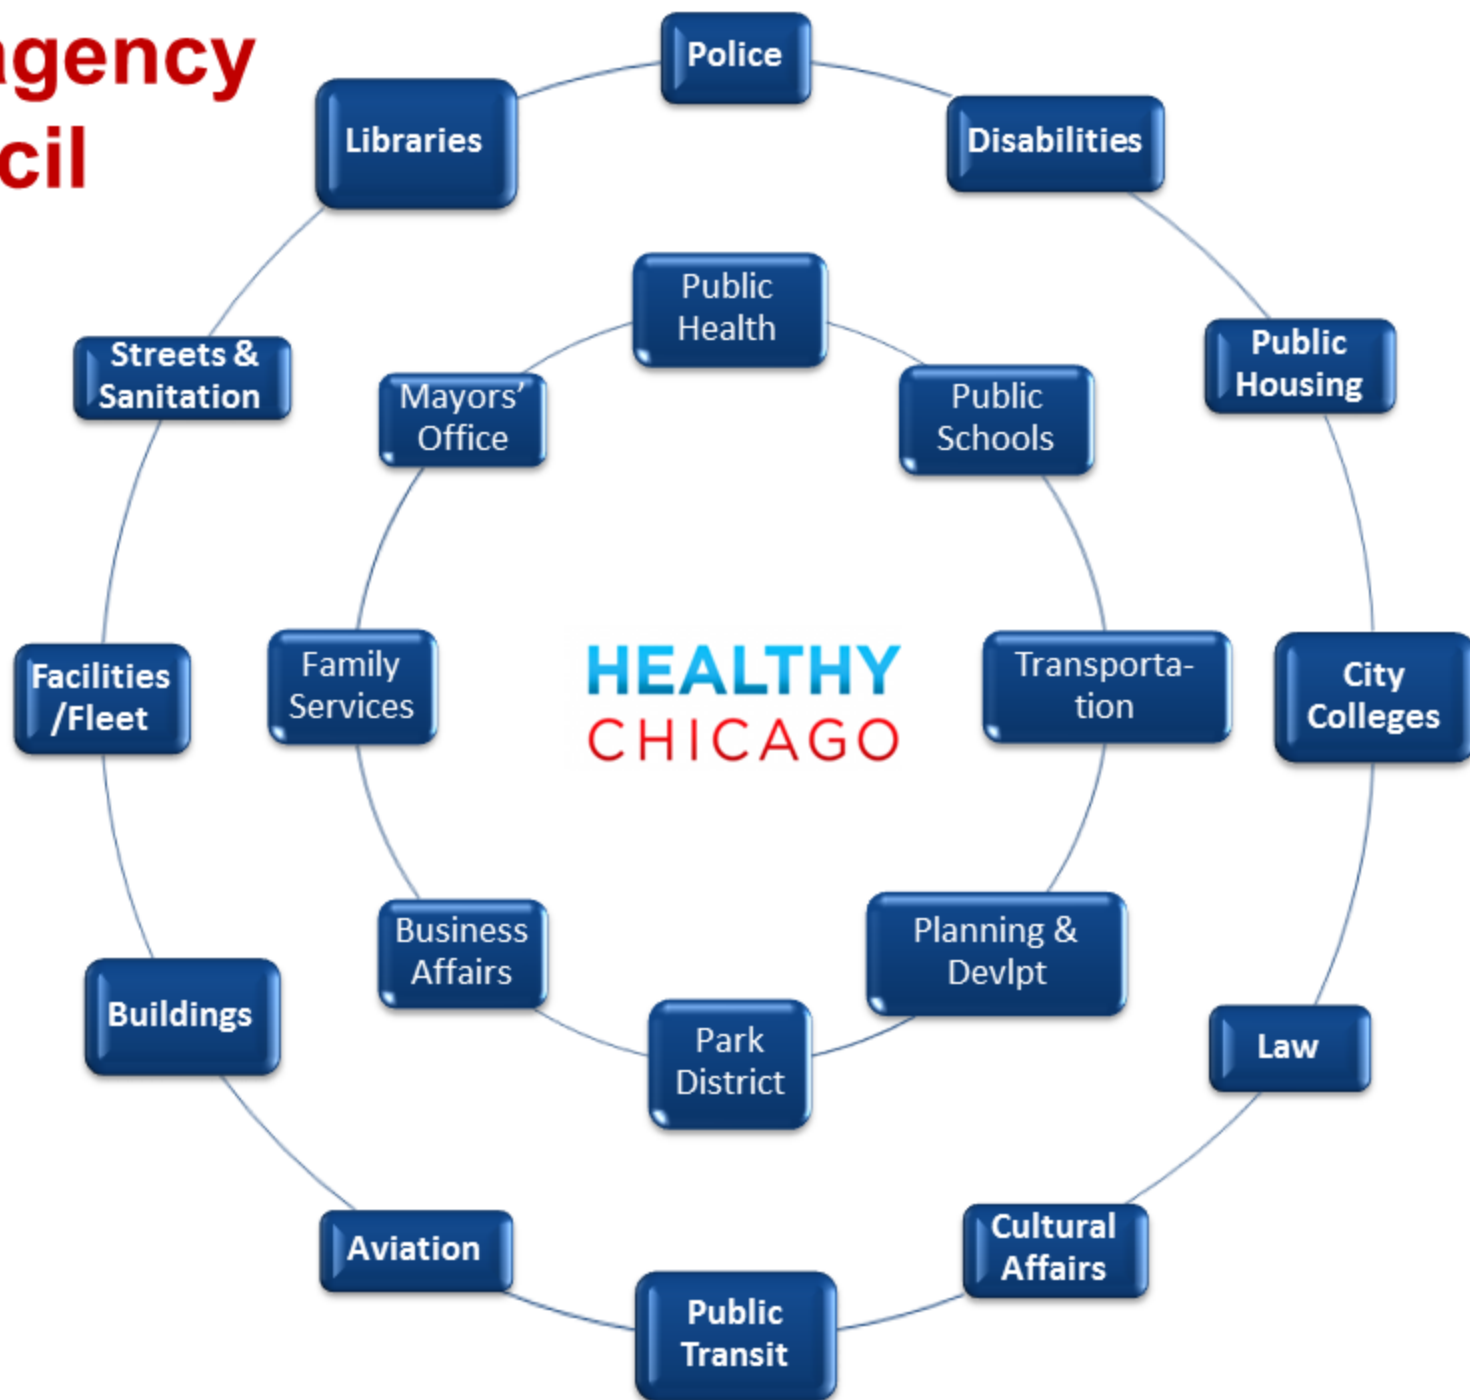 agency
cil
Police
Libraries
Disabilities
Public
Health
Streets &
Sanitation
Public
Housing
Mayors’
Office
Public
Schools
Family
Services
HEALTHY
CHICAGO
Transporta-
tion
Facilities
/Fleet
City
Colleges
Business
Affairs
Planning &
Devlpt
Buildings
Park
District
Law
Aviation
Cultural
Affairs
Public
Transit